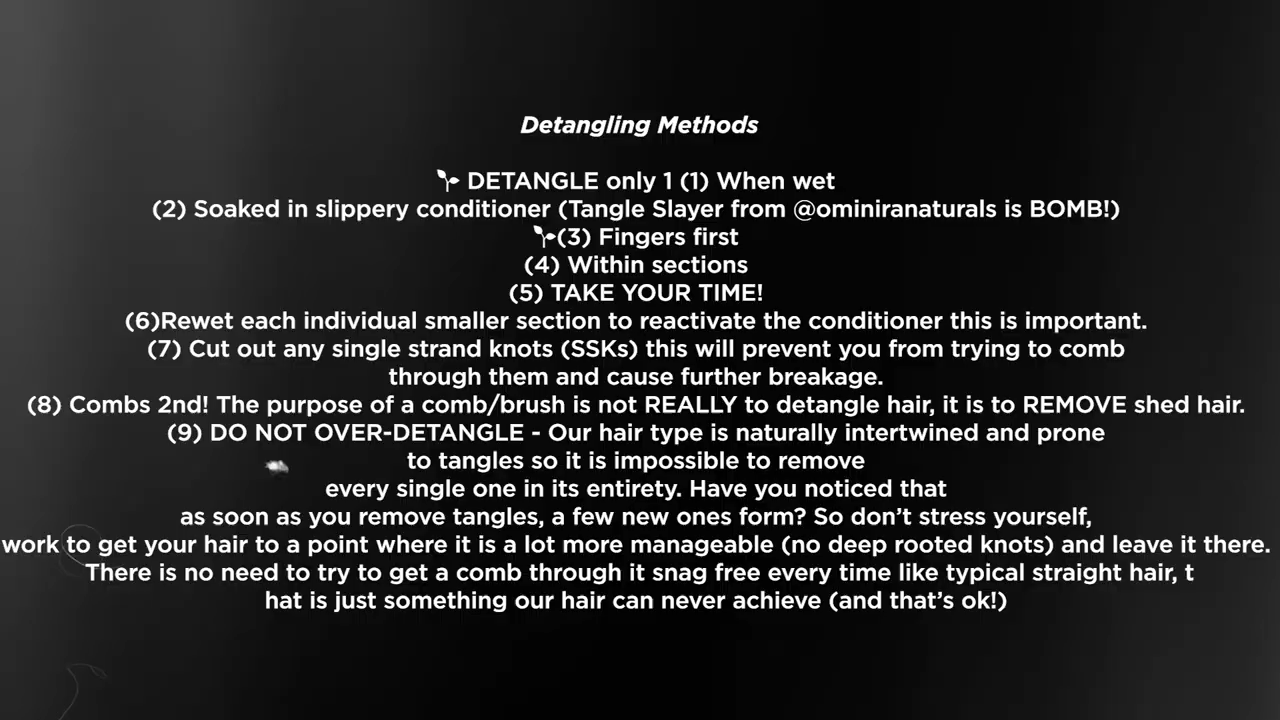 Detangling Methods
🌱 DETANGLE only 1 (1) When wet
(2) Soaked in slippery conditioner (Tangle Slayer from @ominiranaturals is BOMB!)
🌱(3) Fingers first
(4) Within sections
(5) TAKE YOUR TIME!
(6)Rewet each individual smaller section to reactivate the conditioner this is important.
(7) Cut out any single strand knots (SSKs) this will prevent you from trying to comb
through them and cause further breakage.
(8) Combs 2nd! The purpose of a comb/brush is not REALLY to detangle hair, it is to REMOVE shed hair.
(9) DO NOT OVER-DETANGLE - Our hair type is naturally intertwined and prone
to tangles so it is impossible to remove
every single one in its entirety. Have you noticed that
as soon as you remove tangles, a few new ones form? So don’t stress yourself,
work to get your hair to a point where it is a lot more manageable (no deep rooted knots) and leave it there.
There is no need to try to get a comb through it snag free every time like typical straight hair, t
hat is just something our hair can never achieve (and that’s ok!)